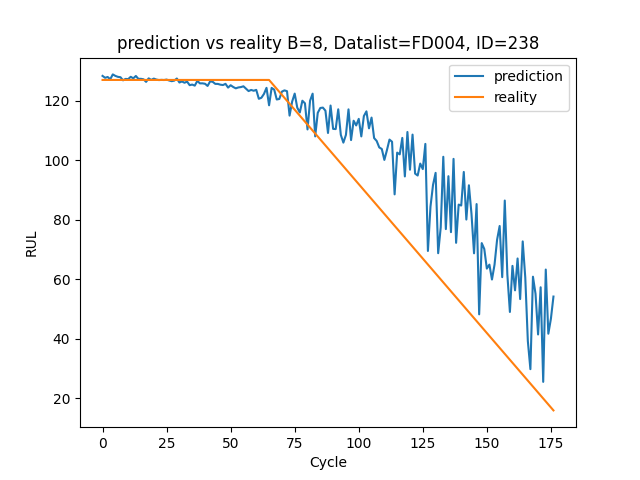 prediction vs reality B=8, Datalist=FD004, ID=238
prediction
reality
RUL
120
100
80
60
40
20
0 25 50 75 100 125 150 175
Cycle